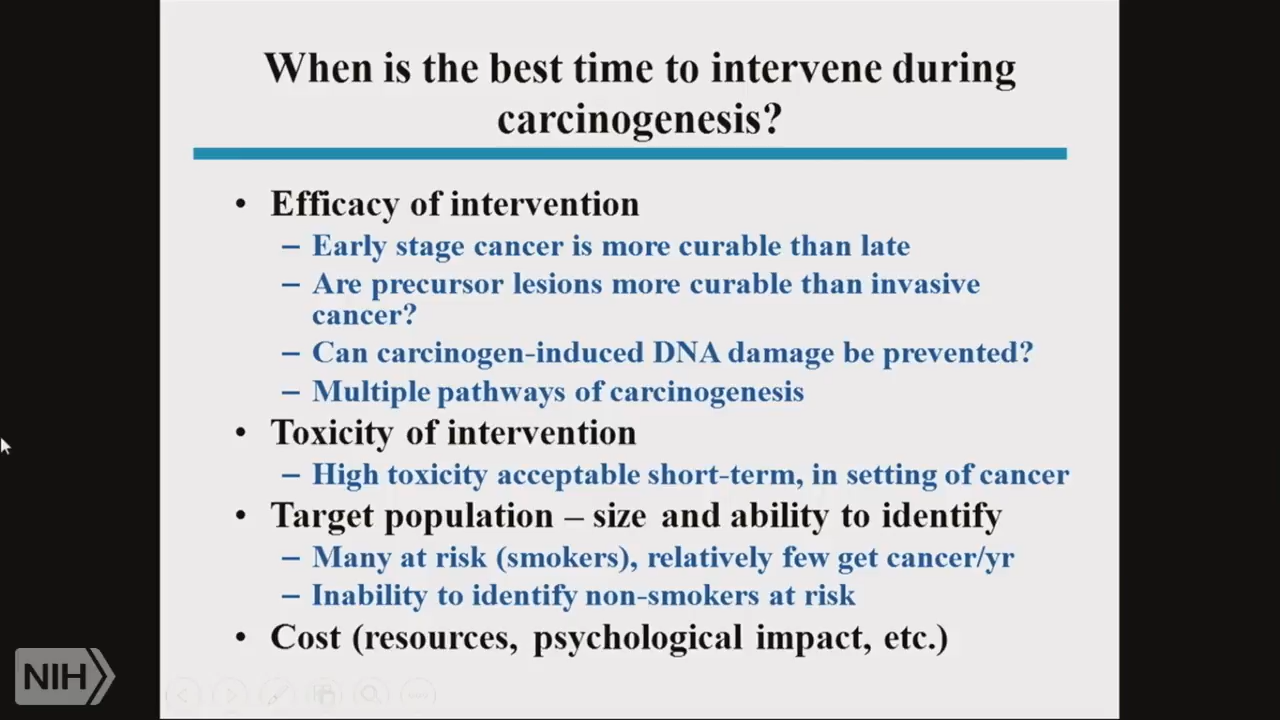 When is the best time to intervene during
carcinogenesis?
• Efficacy of intervention
– Early stage cancer is more curable than late
– Are precursor lesions more curable than invasive
cancer?
– Can carcinogen-induced DNA damage be prevented?
– Multiple pathways of carcinogenesis
• Toxicity of intervention
– High toxicity acceptable short-term, in setting of cancer
• Target population – size and ability to identify
– Many at risk (smokers), relatively few get cancer/yr
– Inability to identify non-smokers at risk
• Cost (resources, psychological impact, etc.)
NIH